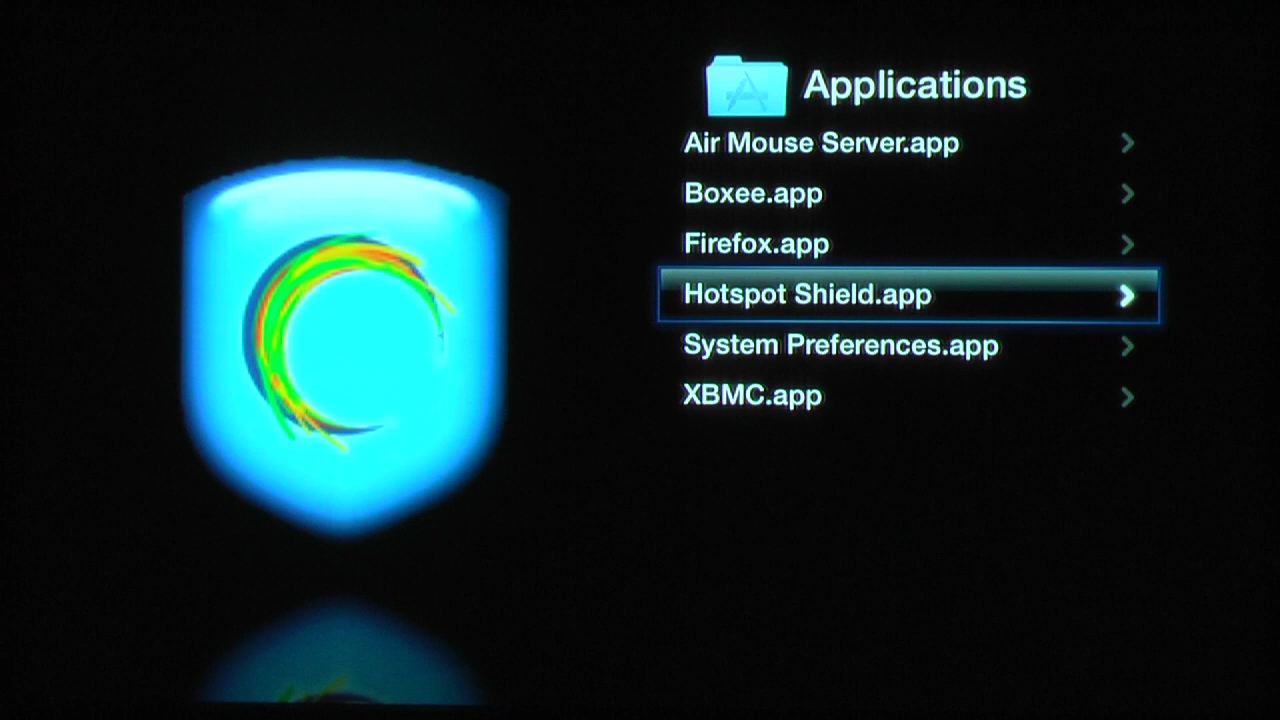 Applications
Air Mouse Server.app
Boxee.app
Firefox.app
Hotspot Shield.app
System Preferences.app
XBMC.app